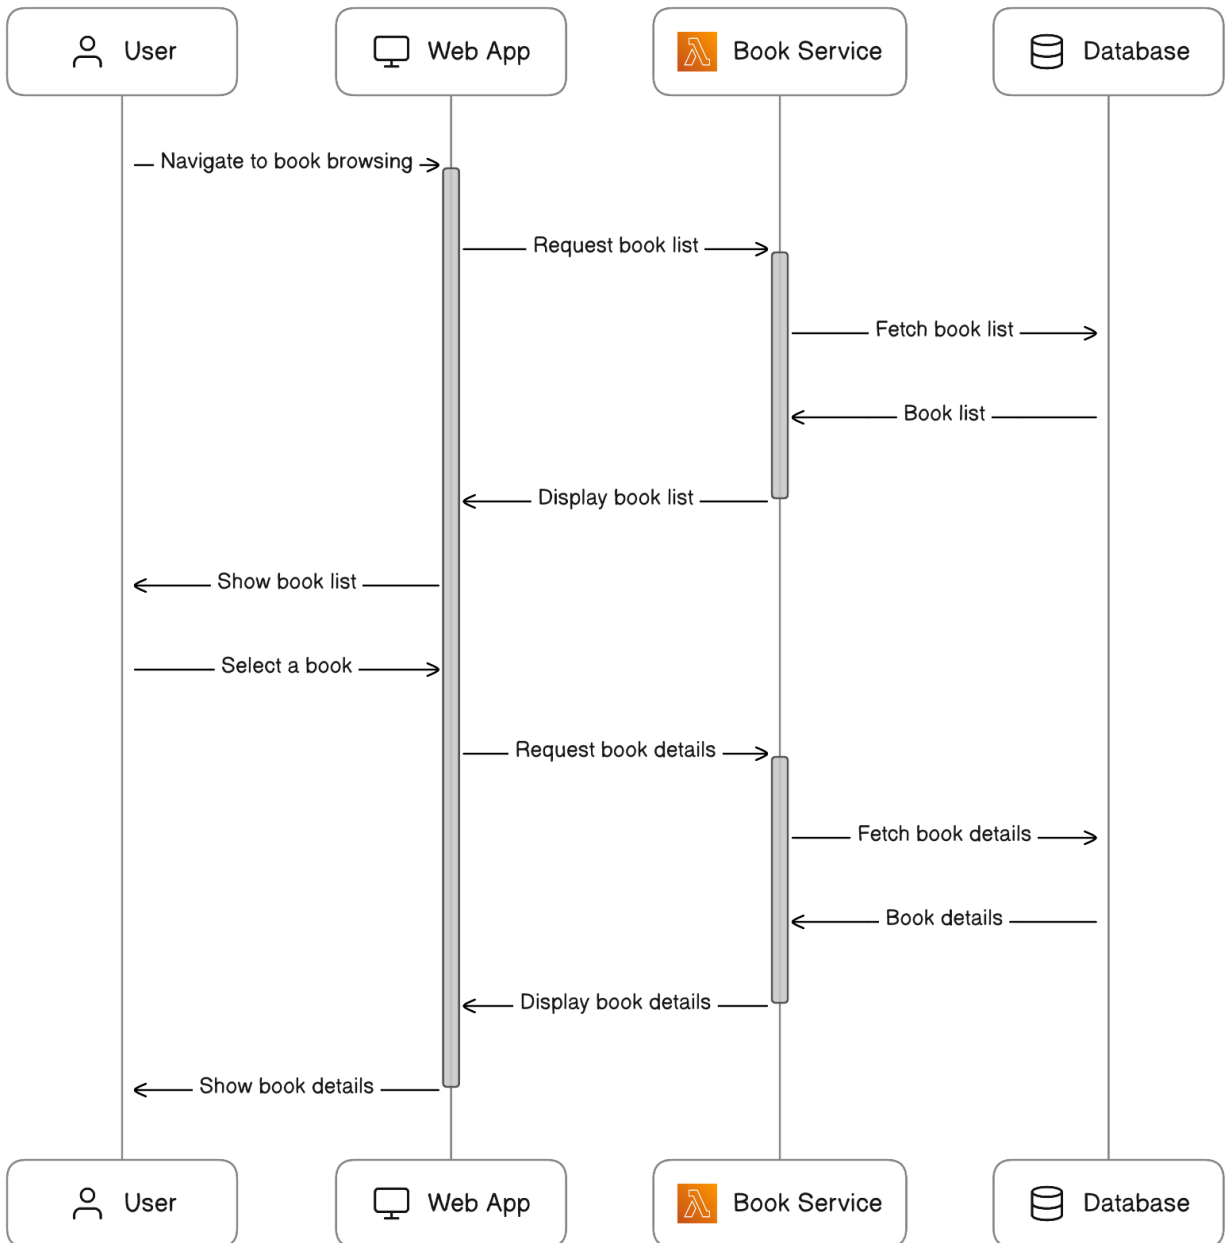 User
Web App
Book Service
Database
Navigate to book browsing
Request book list
Fetch book list
Book list
Display book list
Show book list
Select a book
Request book details
Fetch book details
Book details
Display book details
Show book details
User
Web App
Book Service
Database